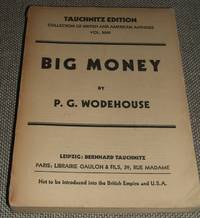 TAUCHNITZ EDITION
COLLECTION OF BRITISH AND AMERICAN AUTHORS
VOL.
BIG MONEY
BY
P. G. WODEHOUSE
LEIPZIG: BERNHARD TAUCHNITZ
PARIS: LIBRAIRIE GAULON & FILS, 39, RUE MADAME
Not to be introduced into the British Empire and U.S.A.